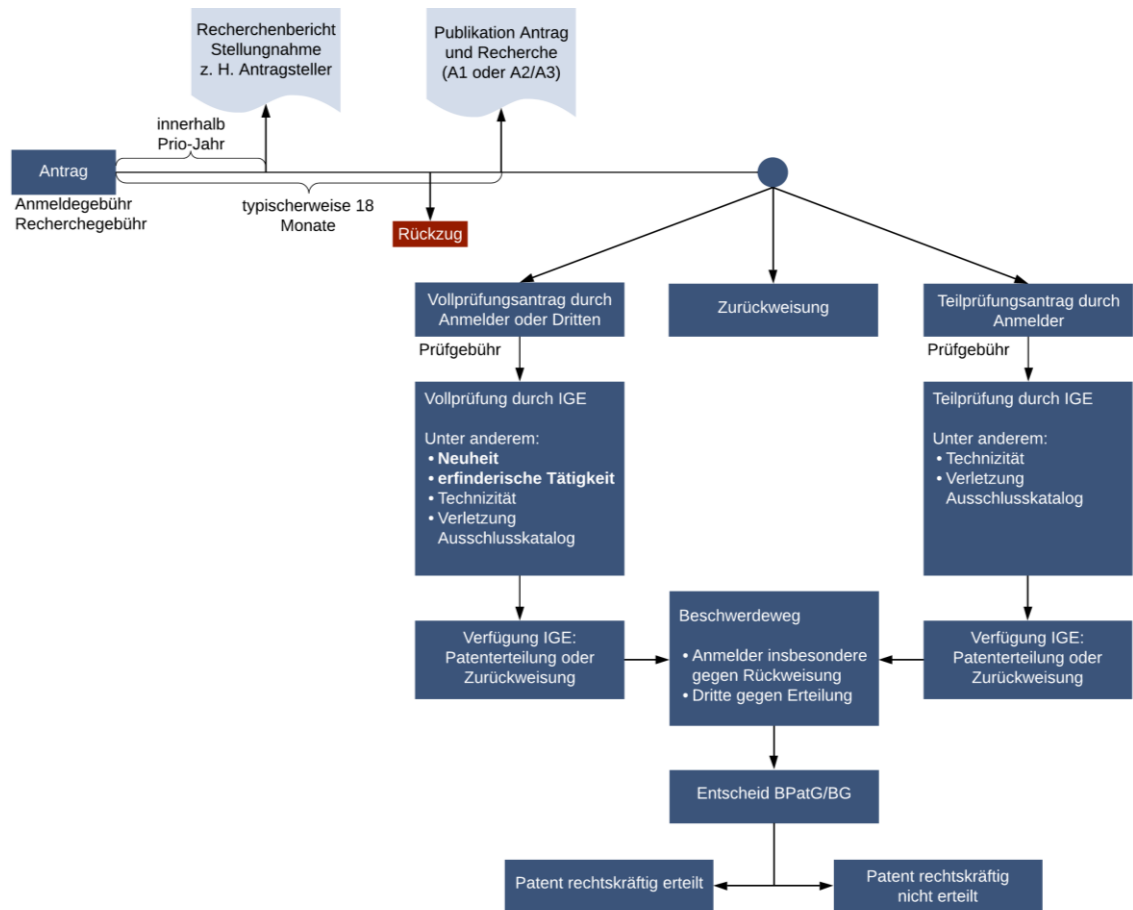 Recherchenbericht
Stellungnahme
z. H. Antragsteller
Publikation Antrag
und Recherche
(A1 oder A2/A3)
innerhalb
Prio-Jahr
Antrag
Anmeldegebühr
Recherchegebühr
typischerweise 18
Monate
Rückzug
Vollprüfungsantrag durch
Anmelder oder Dritten
Zurückweisung
Teilprüfungsantrag durch
Anmelder
Prüfgebühr
Prüfgebühr
Vollprüfung durch IGE
Unter anderem:
• Neuheit
• erfinderische Tätigkeit
• Technizität
• Verletzung
Ausschlusskatalog
Teilprüfung durch IGE
Unter anderem:
• Technizität
• Verletzung
Ausschlusskatalog
Verfügung IGE:
Patenterteilung oder
Zurückweisung
Beschwerdeweg
• Anmelder insbesondere
gegen Rückweisung
• Dritte gegen Erteilung
Verfügung IGE:
Patenterteilung oder
Zurückweisung
Entscheid BPatG/BG
Patent rechtskräftig erteilt
Patent rechtskräftig
nicht erteilt